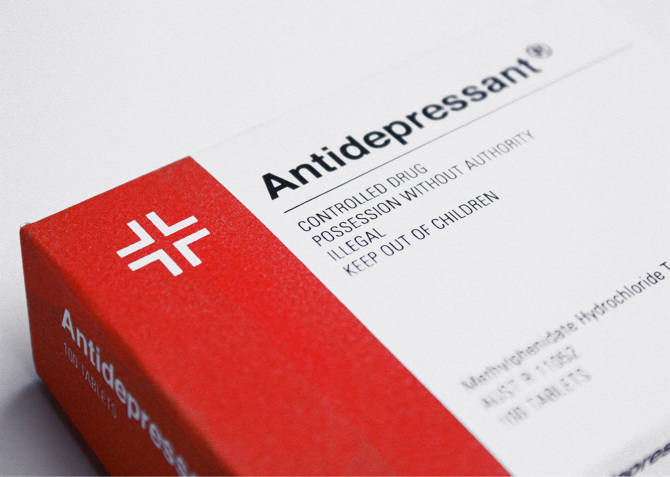 Antidepressant®
CONTROLLED DRUG
POSSESSION WITHOUT AUTHORITY
ILLEGAL
KEEP OUT OF CHILDREN
Methylchenidate Hydrochloride T
AUST R 11052
100 TABLETS
Antidepress
100 TABLETS